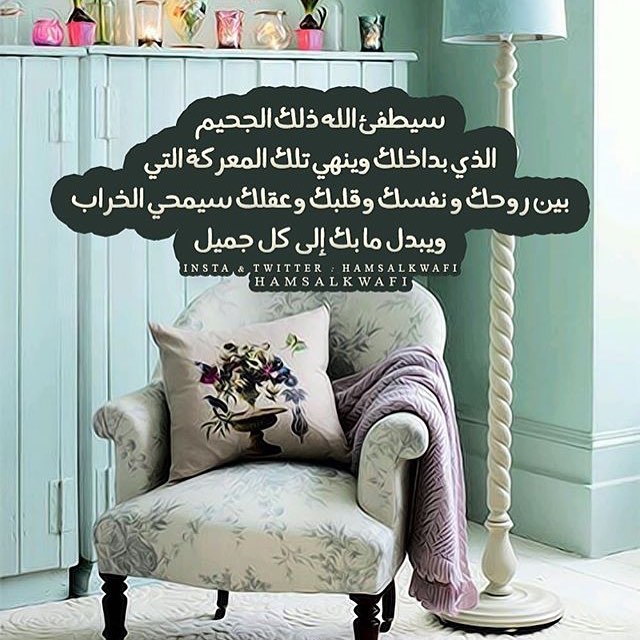 سيطفئ الله ذلك الجحيم
الذي بداخلك وينهي تلك المعركة التي
بين روحك و نفسك وقلبك وعقلك سيمحي الخراب
ويبدل ما بك إلى كل جميل
INSTA & TWITTER : HAMSALKWAFI
HAMSALKWAFI